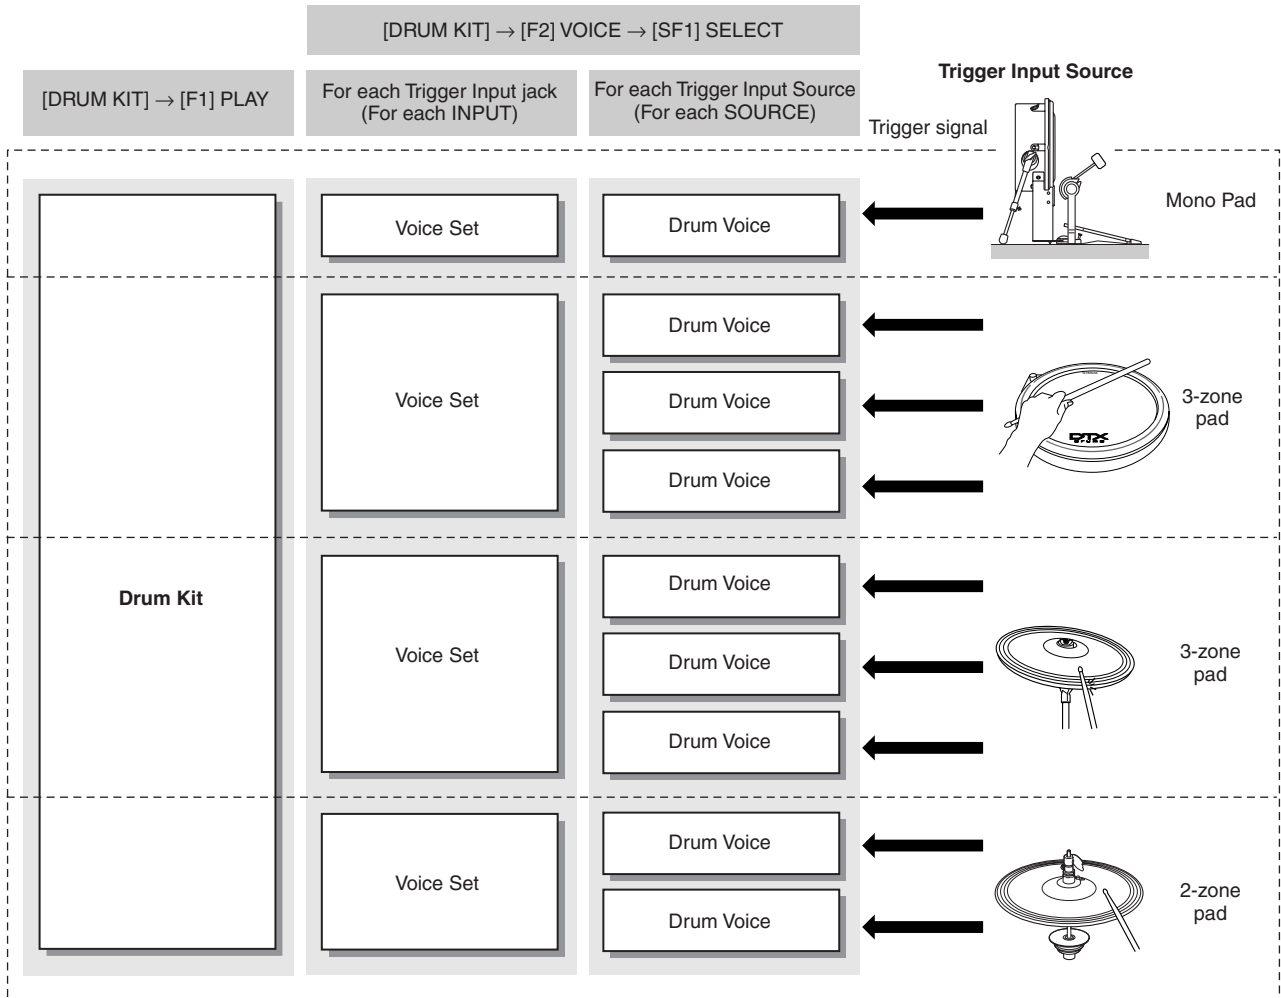 [DRUM KIT] → [F2] VOICE → [SF1] SELECT
[DRUM KIT] → [F1] PLAY
For each Trigger Input jack
(For each INPUT)
For each Trigger Input Source
(For each SOURCE)
Trigger Input Source
Trigger signal
Voice Set
Drum Voice
Mono Pad
Drum Voice
Voice Set
Drum Voice
Drum Voice
3-zone
pad
DTX
Drum Kit
Drum Voice
Voice Set
Drum Voice
Drum Voice
3-zone
pad
Drum Voice
Voice Set
Drum Voice
2-zone
pad